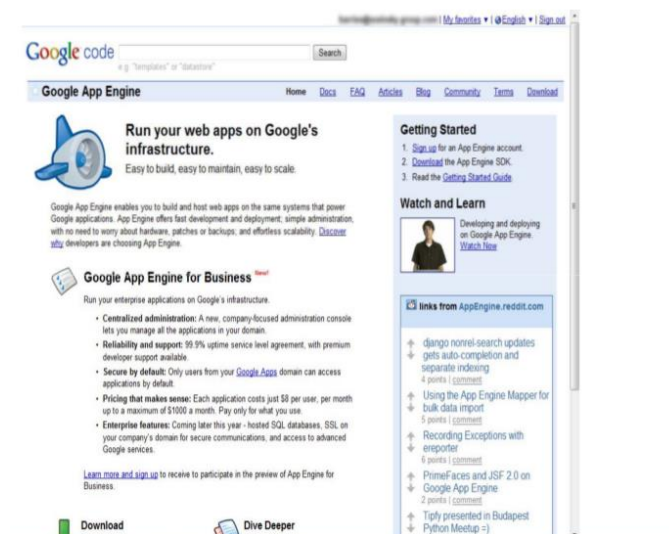 My favorites ▼ | English ▼ | Sign out
Google code
Search
e.g. "templates" or "datastore"
Google App Engine
Home Docs FAQ Articles Blog Community Terms Download
Run your web apps on Google's
infrastructure.
Easy to build, easy to maintain, easy to scale.
Google App Engine enables you to build and host web apps on the same systems that power
Google applications. App Engine offers fast development and deployment; simple administration,
with no need to worry about hardware, patches or backups; and effortless scalability. Discover
why developers are choosing App Engine.
Google App Engine for Business New!
Run your enterprise applications on Google's infrastructure.
• Centralized administration: A new, company-focused administration console
lets you manage all the applications in your domain.
• Reliability and support: 99.9% uptime service level agreement, with premium
developer support available.
• Secure by default: Only users from your Google Apps domain can access
applications by default.
• Pricing that makes sense: Each application costs just $8 per user, per month
up to a maximum of $1000 a month. Pay only for what you use.
• Enterprise features: Coming later this year - hosted SQL databases, SSL on
your company's domain for secure communications, and access to advanced
Google services.
Learn more and sign up to receive to participate in the preview of App Engine for
Business.
Download
Dive Deeper
Getting Started
1. Sign up for an App Engine account.
2. Download the App Engine SDK.
3. Read the Getting Started Guide.
Watch and Learn
Developing and deploying
on Google App Engine.
Watch Now
links from AppEngine.reddit.com
django nonrel-search updates
gets auto-completion and
separate indexing
4 points | comment
Using the App Engine Mapper for
bulk data import
5 points | comment
Recording Exceptions with
ereporter
6 points | comment
PrimeFaces and JSF 2.0 on
Google App Engine
2 points | comment
Tipfy presented in Budapest
Python Meetup =)